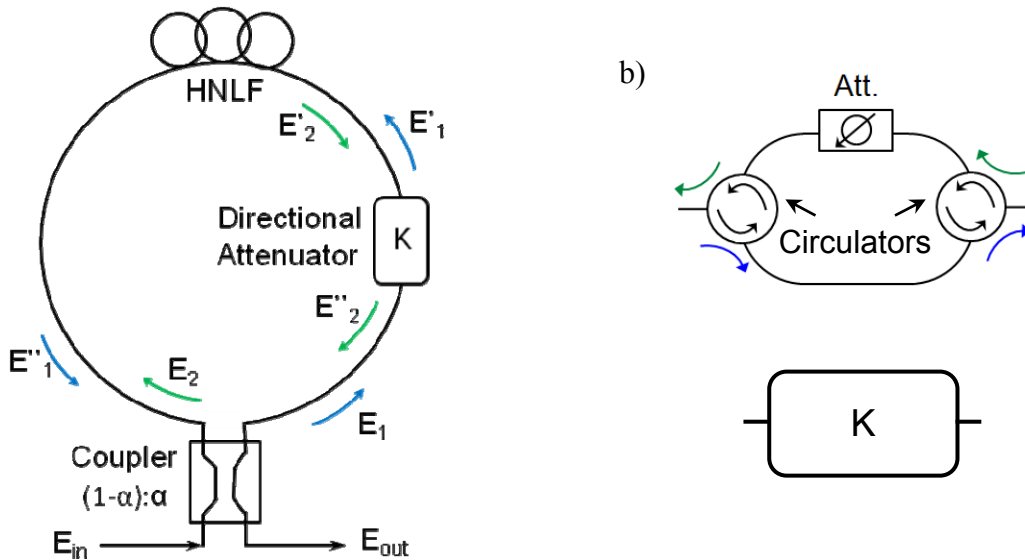 HNLF
E'2
E'1
Directional
Attenuator
K
E''2
E''1
E2
E1
Coupler
(1-α):α
Ein
Eout
b)
Att.
Circulators
K